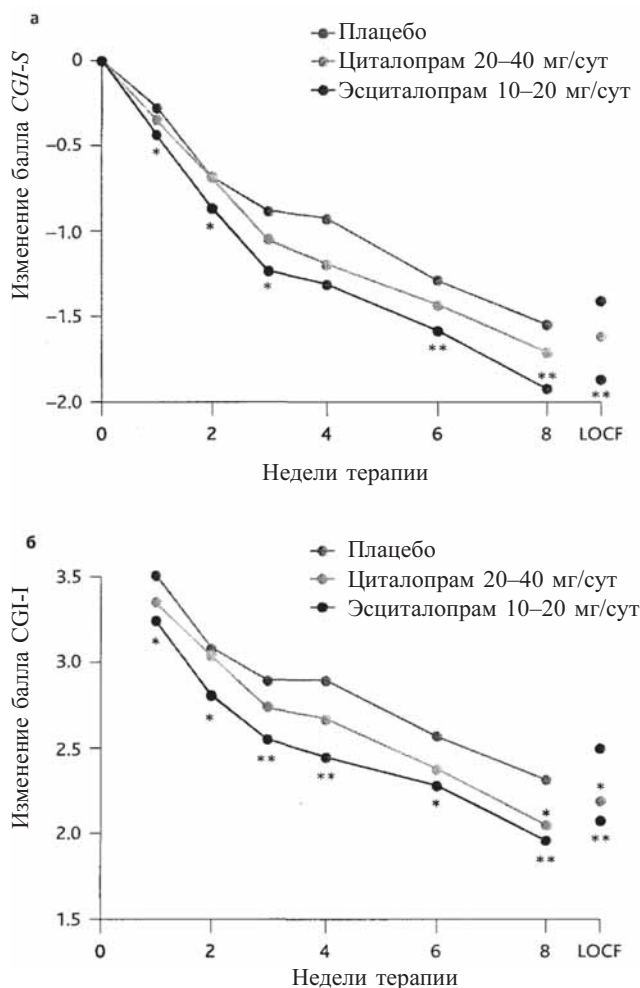 а
Плацебо
Циталопрам 20–40 мг/сут
Эсциталопрам 10–20 мг/сут
Изменение балла CGI-S
0
–0.5
–1.0
–1.5
–2.0
*
*
*
**
**
**
0 2 4 6 8 LOCF
Недели терапии
б
Плацебо
Циталопрам 20–40 мг/сут
Эсциталопрам 10–20 мг/сут
Изменение балла CGI-I
3.5
3.0
2.5
2.0
1.5
*
*
**
**
*
*
**
*
**
0 2 4 6 8 LOCF
Недели терапии